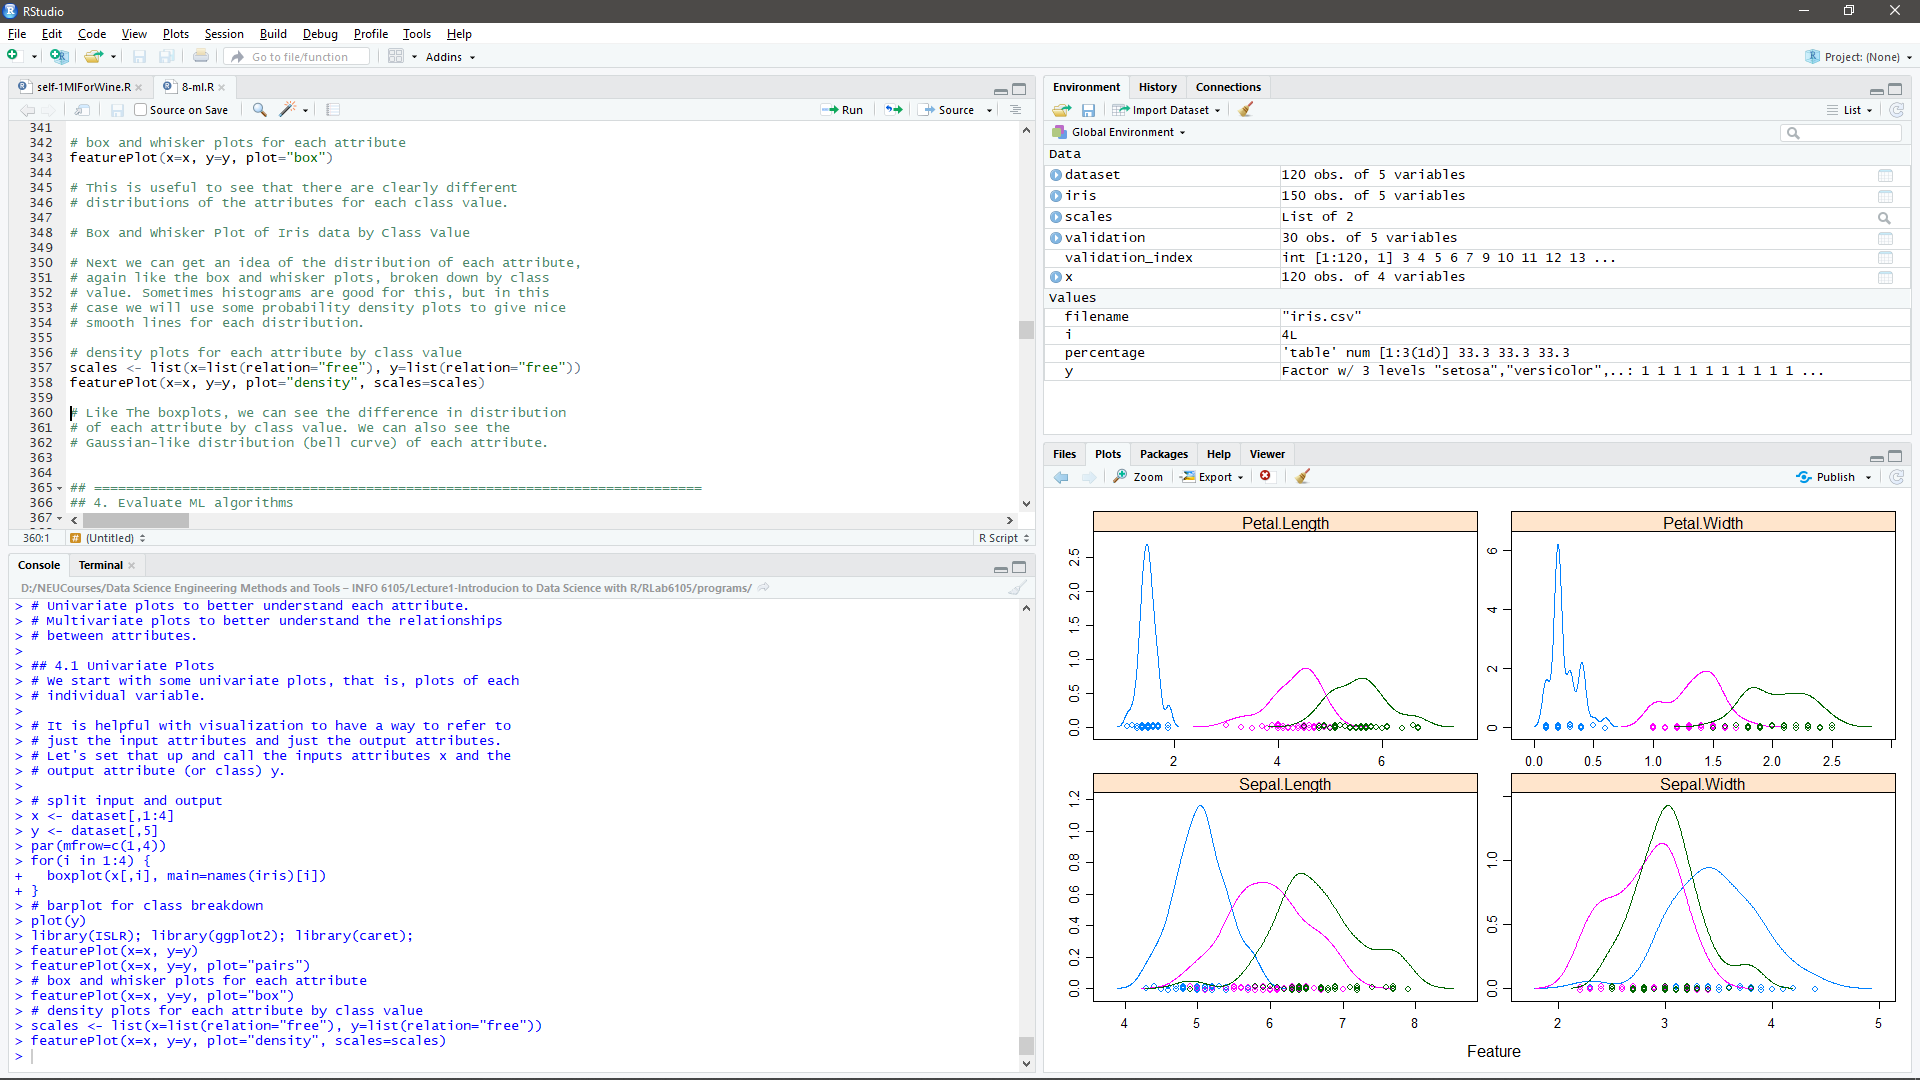 RStudio
File Edit Code View Plots Session Build Debug Profile Tools Help
Go to file/function Addins Project: (None)
self-1MlForWine.R 8-ml.R
Source on Save Run Source
341
342 # box and whisker plots for each attribute
343 featurePlot(x=x, y=y, plot="box")
344
345 # This is useful to see that there are clearly different
346 # distributions of the attributes for each class value.
347
348 # Box and Whisker Plot of Iris data by Class Value
349
350 # Next we can get an idea of the distribution of each attribute,
351 # again like the box and whisker plots, broken down by class
352 # value. Sometimes histograms are good for this, but in this
353 # case we will use some probability density plots to give nice
354 # smooth lines for each distribution.
355
356 # density plots for each attribute by class value
357 scales <- list(x=list(relation="free"), y=list(relation="free"))
358 featurePlot(x=x, y=y, plot="density", scales=scales)
359
360 # Like The boxplots, we can see the difference in distribution
361 # of each attribute by class value. We can also see the
362 # Gaussian-like distribution (bell curve) of each attribute.
363
364
365 ## ============================================================================
366 ## 4. Evaluate ML algorithms
367
360:1 # (Untitled) R Script
Console Terminal
D:/NEUCourses/Data Science Engineering Methods and Tools – INFO 6105/Lecture1-Introducion to Data Science with R/RLab6105/programs/
> # Univariate plots to better understand each attribute.
> # Multivariate plots to better understand the relationships
> # between attributes.
>
> ## 4.1 Univariate Plots
> # We start with some univariate plots, that is, plots of each
> # individual variable.
>
> # It is helpful with visualization to have a way to refer to
> # just the input attributes and just the output attributes.
> # Let's set that up and call the inputs attributes x and the
> # output attribute (or class) y.
>
> # split input and output
> x <- dataset[,1:4]
> y <- dataset[,5]
> par(mfrow=c(1,4))
> for(i in 1:4) {
+   boxplot(x[,i], main=names(iris)[i])
+ }
> # barplot for class breakdown
> plot(y)
> library(ISLR); library(ggplot2); library(caret);
> featurePlot(x=x, y=y)
> featurePlot(x=x, y=y, plot="pairs")
> # box and whisker plots for each attribute
> featurePlot(x=x, y=y, plot="box")
> # density plots for each attribute by class value
> scales <- list(x=list(relation="free"), y=list(relation="free"))
> featurePlot(x=x, y=y, plot="density", scales=scales)
>
Environment History Connections
Import Dataset List
Global Environment
Data
dataset 120 obs. of 5 variables
iris 150 obs. of 5 variables
scales List of 2
validation 30 obs. of 5 variables
validation_index int [1:120, 1] 3 4 5 6 7 9 10 11 12 13 ...
x 120 obs. of 4 variables
Values
filename "iris.csv"
i 4L
percentage 'table' num [1:3(1d)] 33.3 33.3 33.3
y Factor w/ 3 levels "setosa","versicolor",..: 1 1 1 1 1 1 1 1 1 1 ...
Files Plots Packages Help Viewer
Zoom Export Publish
Petal.Length
0.0 0.5 1.0 1.5 2.0 2.5
2 4 6
Petal.Width
0 2 4 6
0.0 0.5 1.0 1.5 2.0 2.5
Sepal.Length
0.0 0.2 0.4 0.6 0.8 1.0 1.2
4 5 6 7 8
Sepal.Width
0.0 0.5 1.0
2 3 4 5
Feature